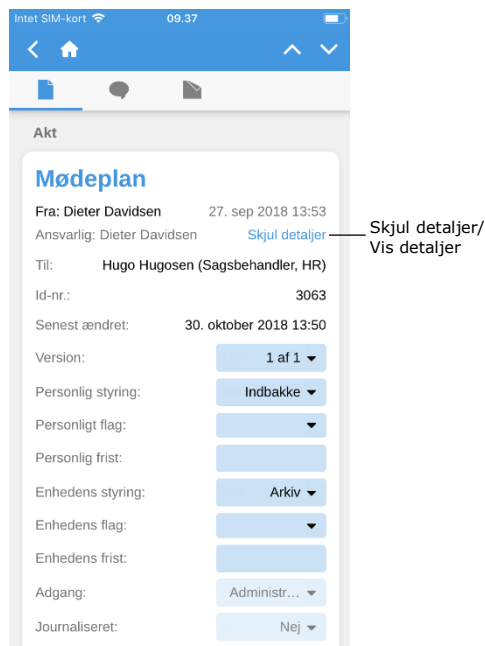 Intet SIM-kort 09.37
Akt
Mødeplan
Fra: Dieter Davidsen 27. sep 2018 13:53
Ansvarlig: Dieter Davidsen Skjul detaljer
Skjul detaljer/
Vis detaljer
Til: Hugo Hugosen (Sagsbehandler, HR)
Id-nr.: 3063
Senest ændret: 30. oktober 2018 13:50
Version: 1 af 1
Personlig styring: Indbakke
Personligt flag:
Personlig frist:
Enhedens styring: Arkiv
Enhedens flag:
Enhedens frist:
Adgang: Administr...
Journaliseret: Nej